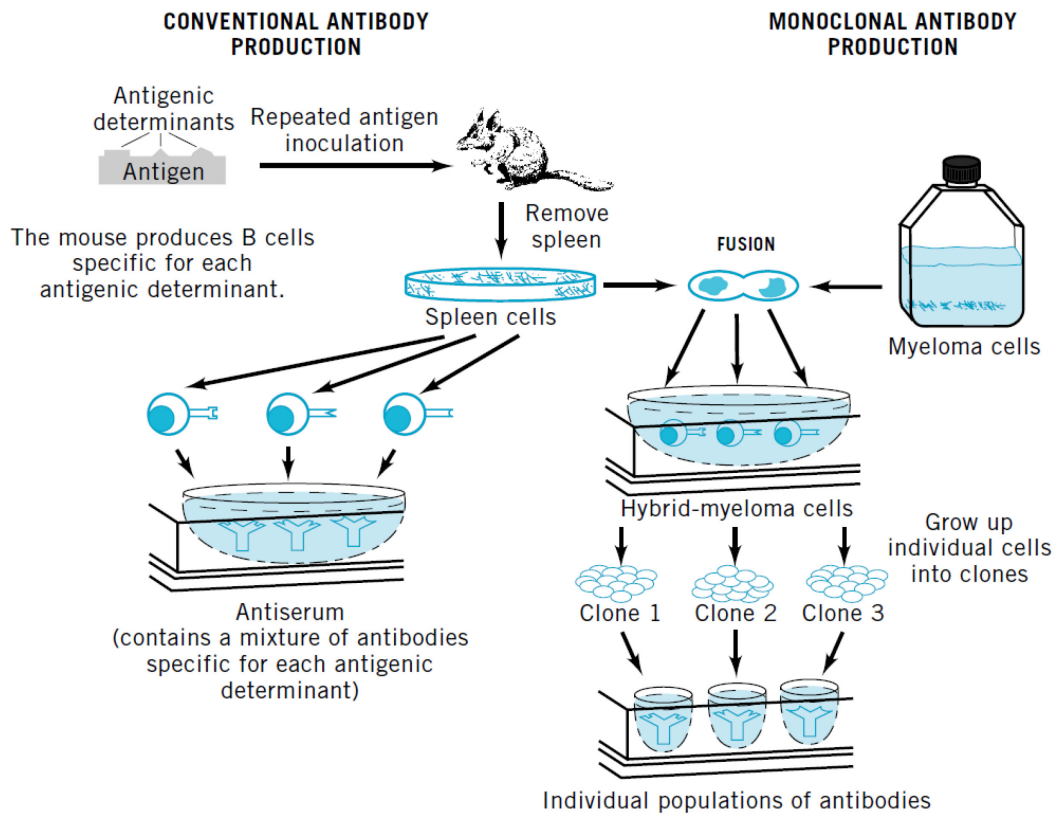 CONVENTIONAL ANTIBODY
PRODUCTION
MONOCLONAL ANTIBODY
PRODUCTION
Antigenic
determinants
Antigen
Repeated antigen
inoculation
The mouse produces B cells
specific for each
antigenic determinant.
Remove
spleen
FUSION
Spleen cells
Myeloma cells
Hybrid-myeloma cells
Grow up
individual cells
into clones
Clone 1
Clone 2
Clone 3
Antiserum
(contains a mixture of antibodies
specific for each antigenic
determinant)
Individual populations of antibodies